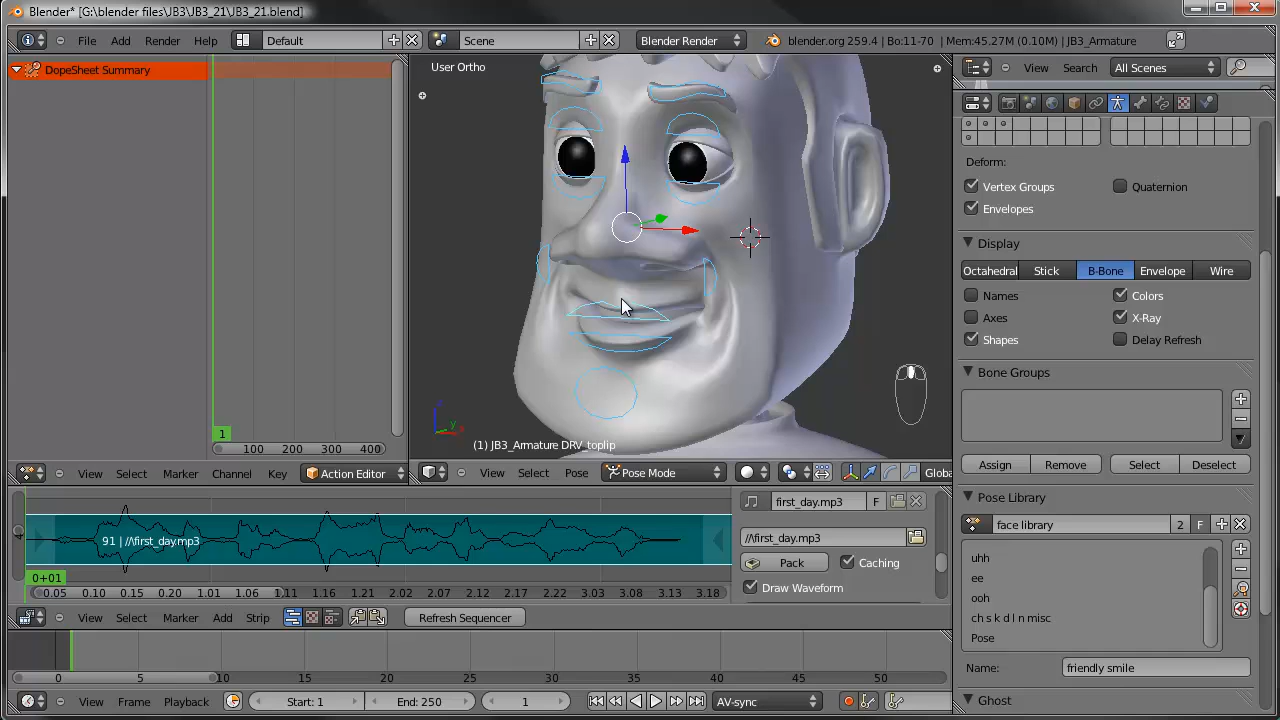 Blender* [G:\blender files\JB3\JB3_21\JB3_21.blend]
File Add Render Help Default Scene Blender Render blender.org 259.4 | Bo:11-70 | Mem:45.27M (0.10M) | JB3_Armature
View Search All Scenes
DopeSheet Summary
User Ortho
Deform:
Vertex Groups Quaternion
Envelopes
Display
Octahedral Stick B-Bone Envelope Wire
Names Colors
Axes X-Ray
Shapes Delay Refresh
Bone Groups
Assign Remove Select Deselect
Pose Library
face library 2 F
uhh
ee
ooh
ch s k d l n misc
Pose
Name: friendly smile
Ghost
1
100 200 300 400
(1) JB3_Armature DRV_toplip
View Select Marker Channel Key Action Editor
View Select Pose Pose Mode Globa
91 | //first_day.mp3
first_day.mp3 F
//first_day.mp3
Pack Caching
Draw Waveform
0+01
0.05 0.10 0.15 0.20 1.01 1.06 1.11 1.16 1.21 2.02 2.07 2.12 2.17 2.22 3.03 3.08 3.13 3.18
View Select Marker Add Strip Refresh Sequencer
0 5 10 15 20 25 30 35 40 45 50
View Frame Playback Start: 1 End: 250 1 AV-sync